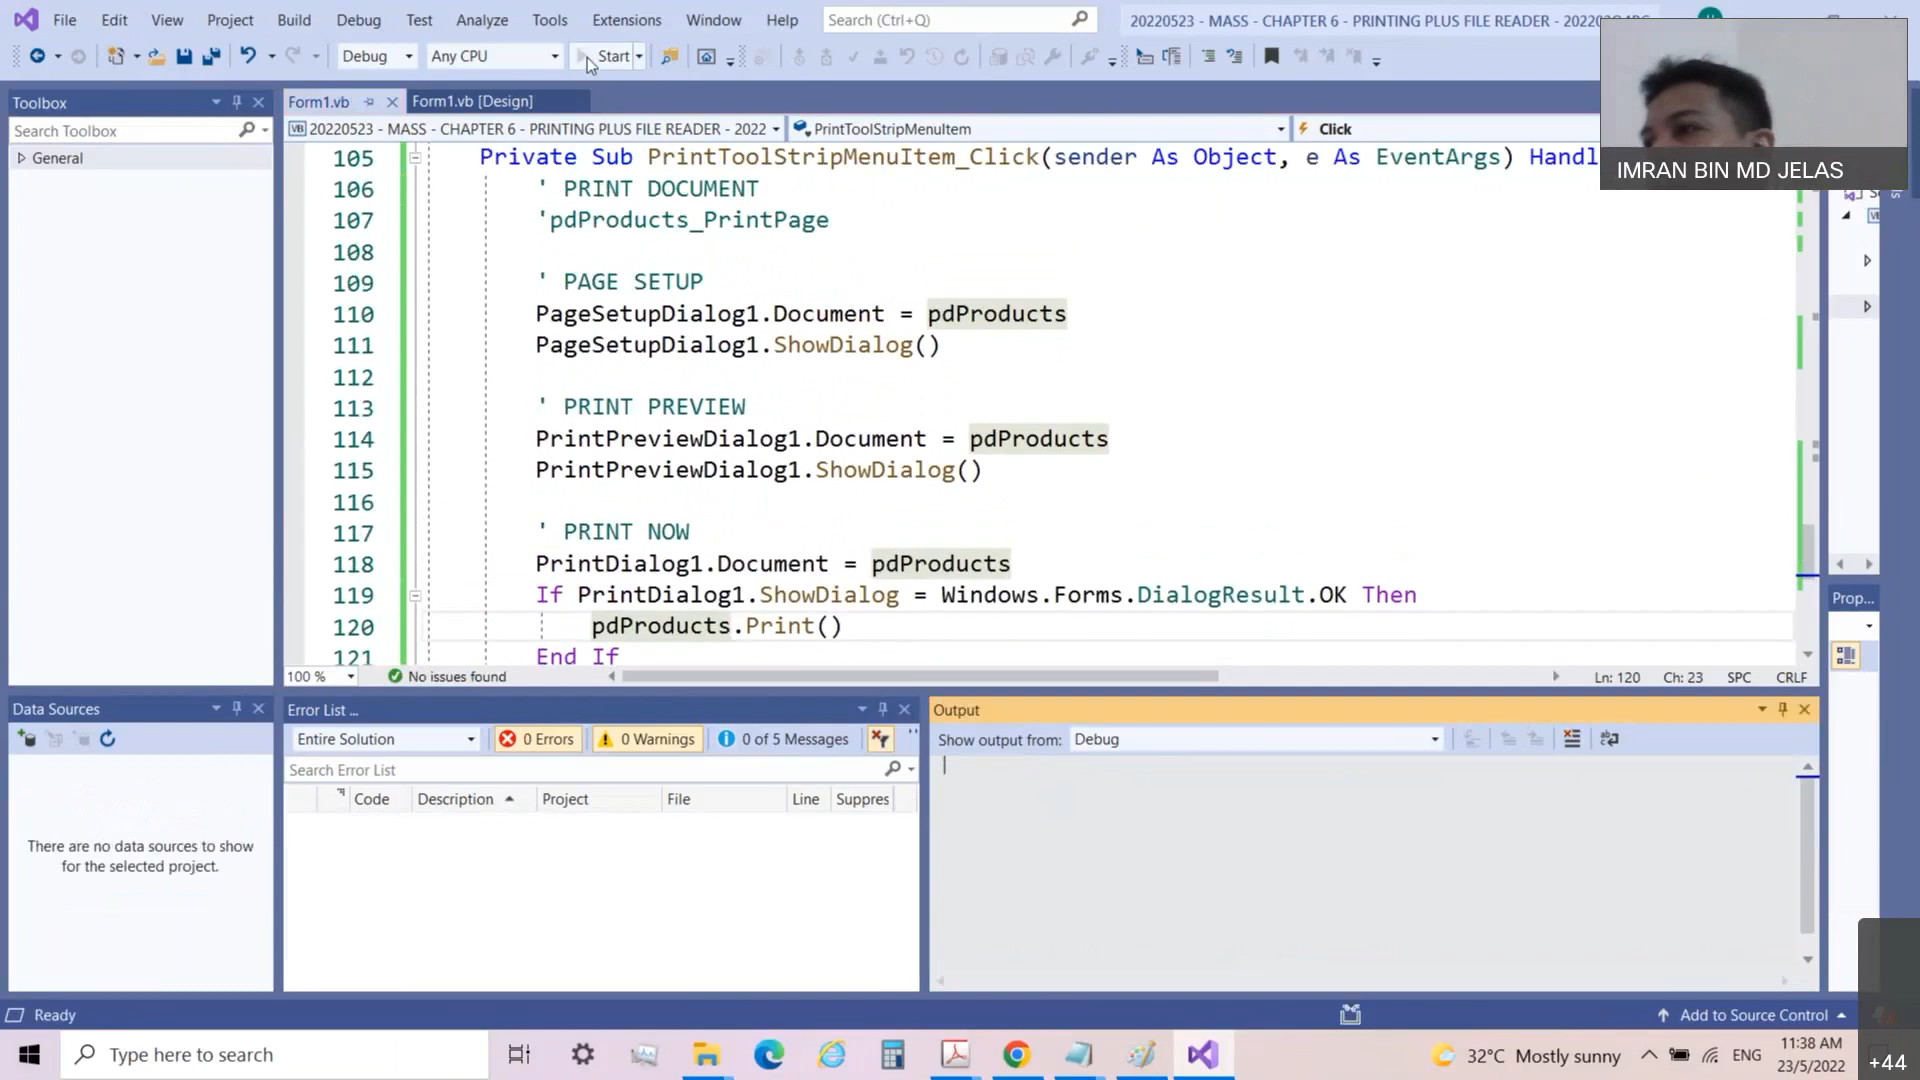 File Edit View Project Build Debug Test Analyze Tools Extensions Window Help Search (Ctrl+Q) 20220523 - MASS - CHAPTER 6 - PRINTING PLUS FILE READER -
Debug Any CPU Start
Toolbox
Form1.vb Form1.vb [Design]
Search Toolbox
VB 20220523 - MASS - CHAPTER 6 - PRINTING PLUS FILE READER - 2022 PrintToolStripMenuItem Click
General
IMRAN BIN MD JELAS
105 Private Sub PrintToolStripMenuItem_Click(sender As Object, e As EventArgs) Handl
106 ' PRINT DOCUMENT
107 'pdProducts_PrintPage
108
109 ' PAGE SETUP
110 PageSetupDialog1.Document = pdProducts
111 PageSetupDialog1.ShowDialog()
112
113 ' PRINT PREVIEW
114 PrintPreviewDialog1.Document = pdProducts
115 PrintPreviewDialog1.ShowDialog()
116
117 ' PRINT NOW
118 PrintDialog1.Document = pdProducts
119 If PrintDialog1.ShowDialog = Windows.Forms.DialogResult.OK Then
120 pdProducts.Print()
121 End If
Prop...
100 % No issues found Ln: 120 Ch: 23 SPC CRLF
Data Sources
There are no data sources to show
for the selected project.
Error List ...
Entire Solution 0 Errors 0 Warnings 0 of 5 Messages
Search Error List
Code Description Project File Line Suppres
Output
Show output from: Debug
Ready Add to Source Control
Type here to search 32°C Mostly sunny ENG 11:38 AM
23/5/2022
+44